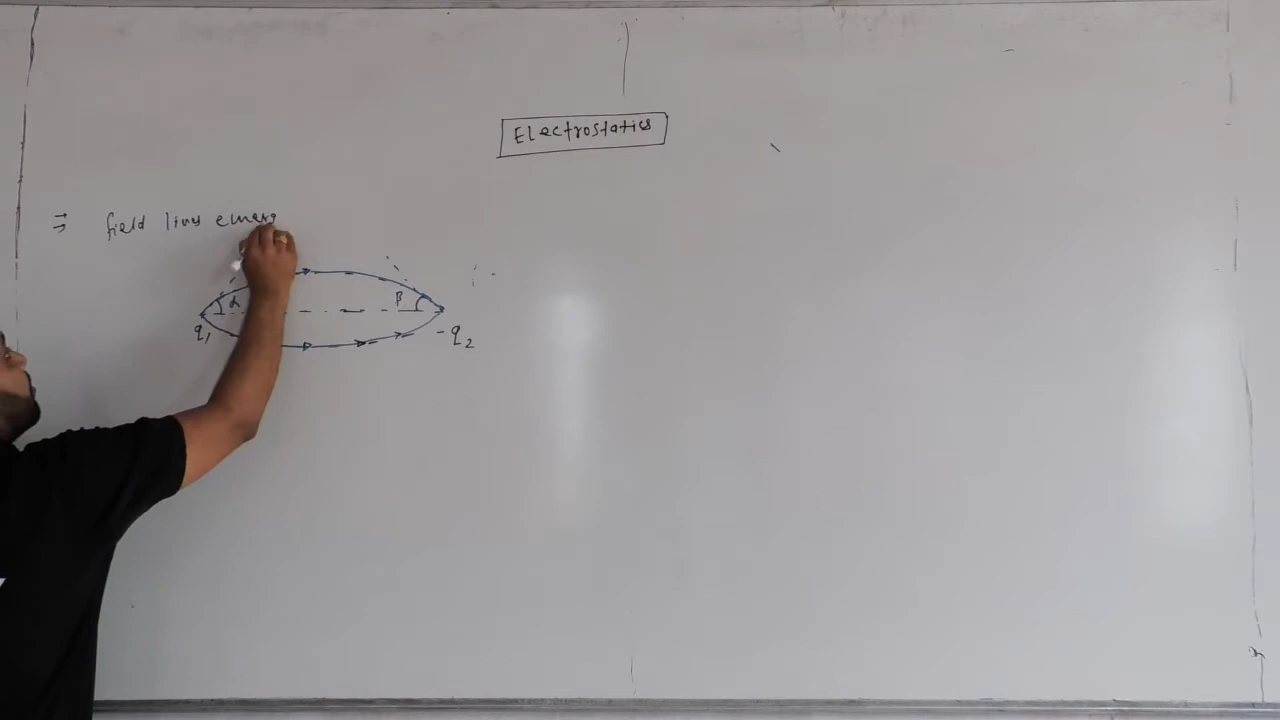 Electrostatics
⇒ field lines emerg
α β
q₁ -q₂